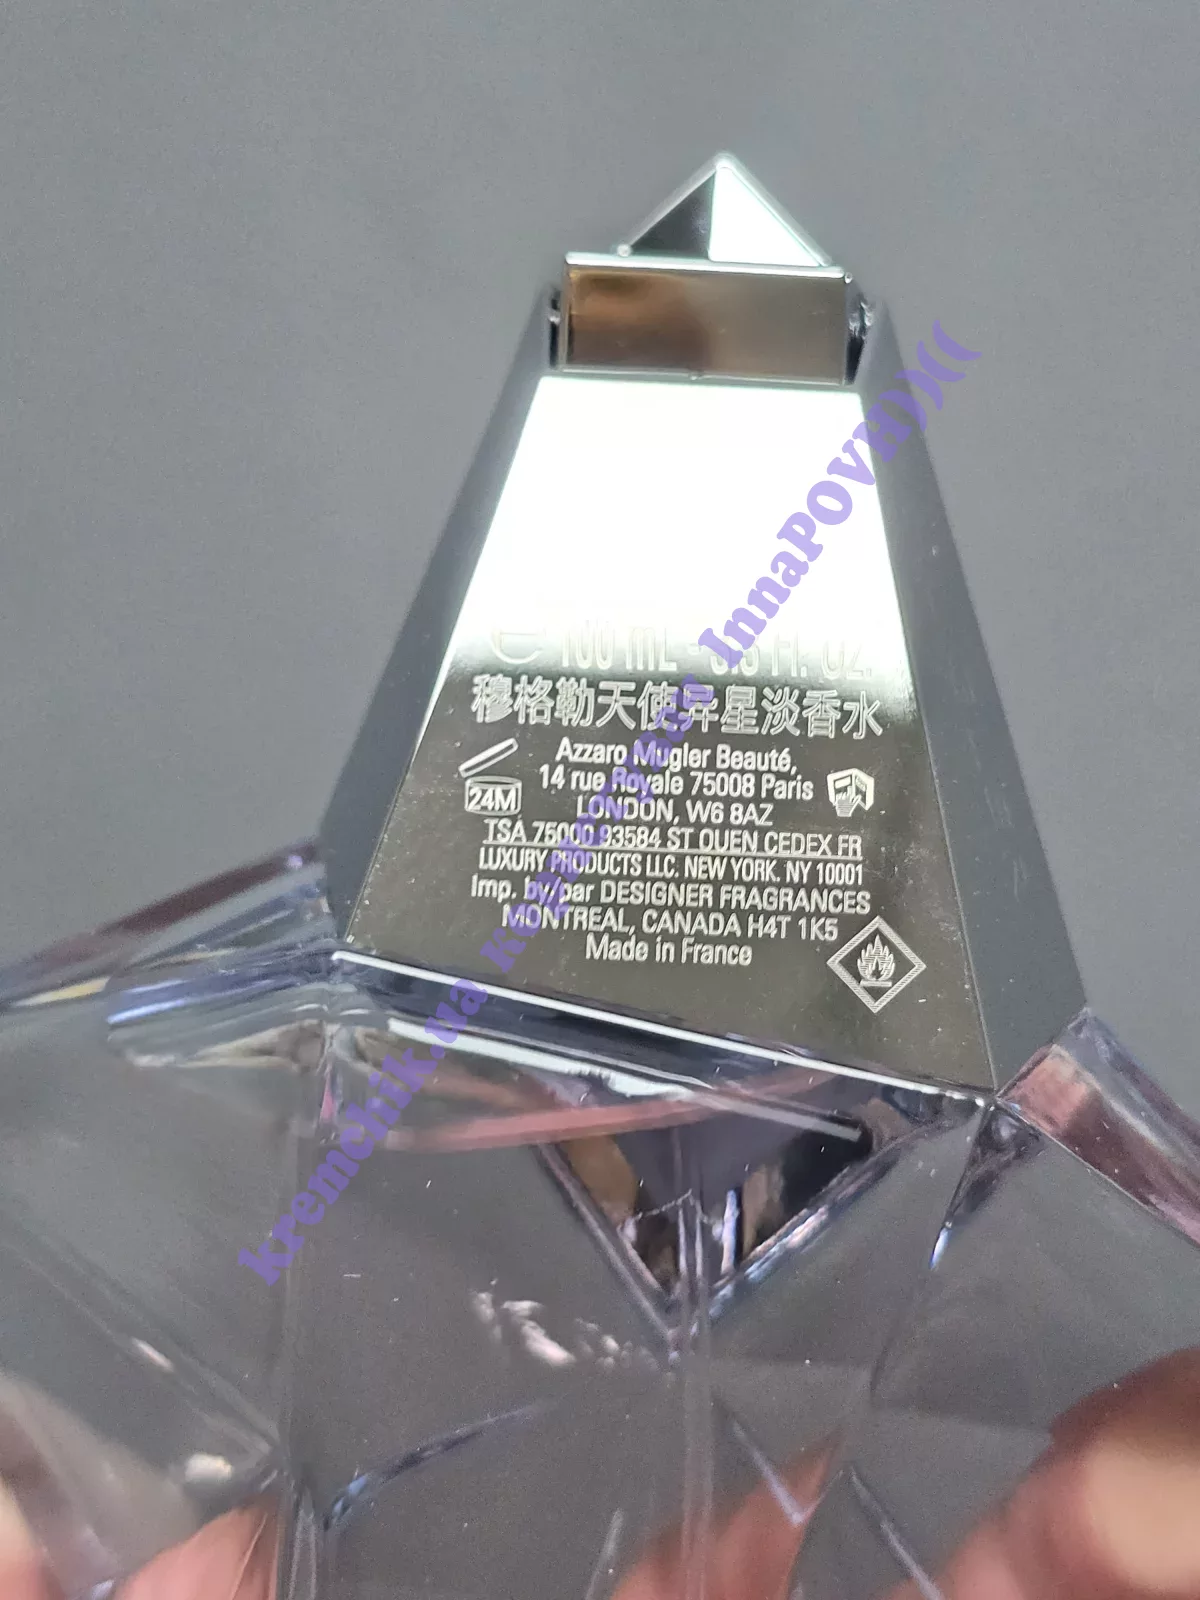 e 100 mL - 3.5 Fl. Oz.
穆格勒天使异星淡香水
Azzaro Mugler Beauté,
14 rue Royale 75008 Paris
24M
LONDON, W6 8AZ
TSA 75000 93584 ST OUEN CEDEX FR
LUXURY PRODUCTS LLC. NEW YORK. NY 10001
Imp. by/par DESIGNER FRAGRANCES
MONTREAL, CANADA H4T 1K5
Made in France
kremchik.ua InnaPOVH)))((